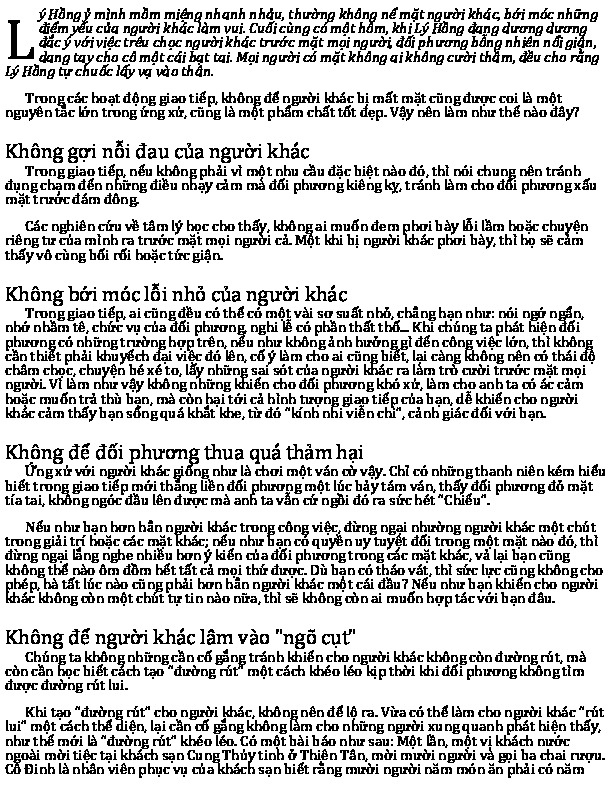 Lý Hồng ỷ mình mồm miệng nhanh nhảu, thường không nể mặt người khác, bới móc những
điểm yếu của người khác làm vui. Cuối cùng có một hôm, khi Lý Hồng đang dương dương
đắc ý với việc trêu chọc người khác trước mặt mọi người, đối phương bỗng nhiên nổi giận,
dang tay cho cô một cái bạt tai. Mọi người có mặt không ai không cười thầm, đều cho rằng
Lý Hồng tự chuốc lấy vạ vào thân.
Trong các hoạt động giao tiếp, không để người khác bị mất mặt cũng được coi là một
nguyên tắc lớn trong ứng xử, cũng là một phẩm chất tốt đẹp. Vậy nên làm như thế nào đây?
Không gợi nỗi đau của người khác
Trong giao tiếp, nếu không phải vì một nhu cầu đặc biệt nào đó, thì nói chung nên tránh
đụng chạm đến những điều nhạy cảm mà đối phương kiêng kỵ, tránh làm cho đối phương xấu
mặt trước đám đông.
Các nghiên cứu về tâm lý học cho thấy, không ai muốn đem phơi bày lỗi lầm hoặc chuyện
riêng tư của mình ra trước mặt mọi người cả. Một khi bị người khác phơi bày, thì họ sẽ cảm
thấy vô cùng bối rối hoặc tức giận.
Không bới móc lỗi nhỏ của người khác
Trong giao tiếp, ai cũng đều có thể có một vài sơ suất nhỏ, chẳng hạn như: nói ngớ ngẩn,
nhớ nhầm tê, chức vụ của đối phương, nghi lễ có phần thất thố... Khi chúng ta phát hiện đối
phương có những trường hợp trên, nếu như không ảnh hưởng gì đến công việc lớn, thì không
cần thiết phải khuyếch đại việc đó lên, cố ý làm cho ai cũng biết, lại càng không nên có thái độ
châm chọc, chuyện bé xé to, lấy những sai sót của người khác ra làm trò cười trước mặt mọi
người. Vì làm như vậy không những khiến cho đối phương khó xử, làm cho anh ta có ác cảm
hoặc muốn trả thù bạn, mà còn hại tới cả hình tượng giao tiếp của bạn, dễ khiến cho người
khác cảm thấy bạn sống quá khắt khe, từ đó "kính nhi viễn chi", cảnh giác đối với bạn.
Không để đối phương thua quá thảm hại
Ứng xử với người khác giống như là chơi một ván cờ vậy. Chỉ có những thanh niên kém hiểu
biết trong giao tiếp mới thắng liền đối phương một lúc bảy tám ván, thấy đối phương đỏ mặt
tía tai, không ngóc đầu lên được mà anh ta vẫn cứ ngồi đó ra sức hét "Chiếu".
Nếu như bạn hơn hẳn người khác trong công việc, đừng ngại nhường người khác một chút
trong giải trí hoặc các mặt khác; nếu như bạn có quyền uy tuyệt đối trong một mặt nào đó, thì
đừng ngại lắng nghe nhiều hơn ý kiến của đối phương trong các mặt khác, vả lại bạn cũng
không thể nào ôm đồm hết tất cả mọi thứ được. Dù bạn có tháo vát, thì sức lực cũng không cho
phép, hà tất lúc nào cũng phải hơn hẳn người khác một cái đầu? Nếu như bạn khiến cho người
khác không còn một chút tự tin nào nữa, thì sẽ không còn ai muốn hợp tác với bạn đâu.
Không để người khác lâm vào "ngõ cụt"
Chúng ta không những cần cố gắng tránh khiến cho người khác không còn đường rút, mà
còn cần học biết cách tạo "đường rút" một cách khéo léo kịp thời khi đối phương không tìm
được đường rút lui.
Khi tạo "đường rút" cho người khác, không nên để lộ ra. Vừa có thể làm cho người khác "rút
lui" một cách thể diện, lại cần cố gắng không làm cho những người xung quanh phát hiện thấy,
như thế mới là "đường rút" khéo léo. Có một bài báo như sau: Một lần, một vị khách nước
ngoài mời tiệc tại khách sạn Cung Thủy tinh ở Thiên Tân, mời mười người và gọi ba chai rượu.
Cô Đinh là nhân viên phục vụ của khách sạn biết rằng mười người năm món ăn phải có năm